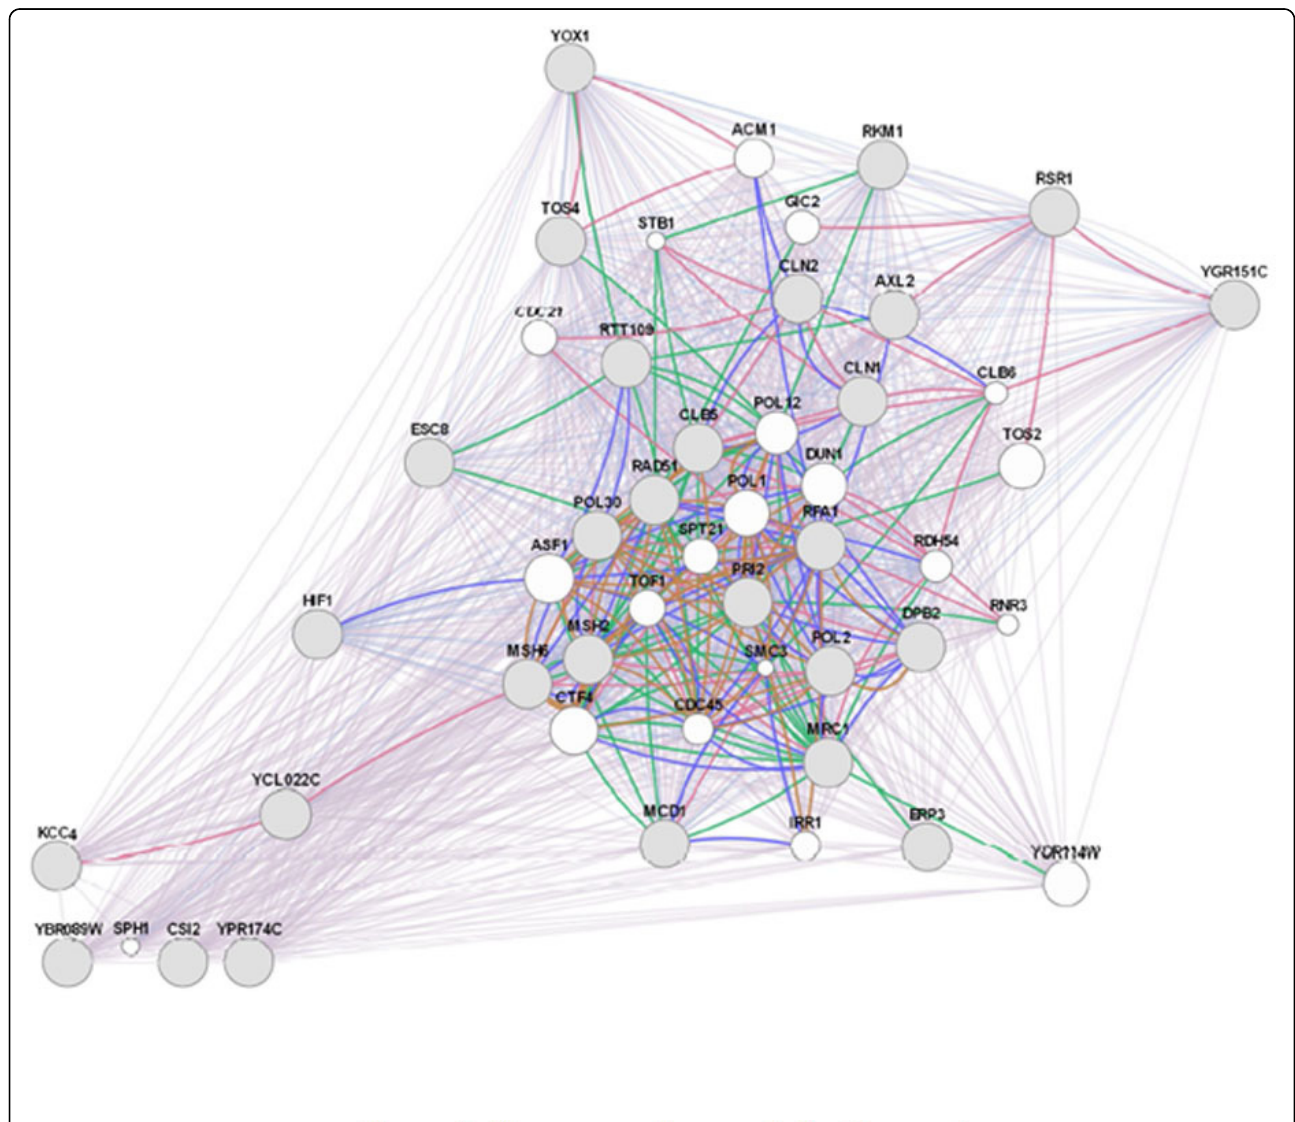 YOX1
ACM1
RKM1
RSR1
GIC2
TOS4
STB1
YGR151C
CLN2
AXL2
CDC21
RTT109
CLN1
CLB6
POL12
CLB5
ESC8
TOS2
DUN1
RAD51
POL1
POL30
RFA1
SPT21
ASF1
RDH54
PRI2
TOF1
HIF1
RNR3
DPB2
MSH2
POL2
MSH6
SMC3
CTF4
CDC45
MRC1
YCL022C
MCD1
ERP3
IRR1
KCC4
YOR114W
YBR089W
SPH1
CSI2
YPR174C